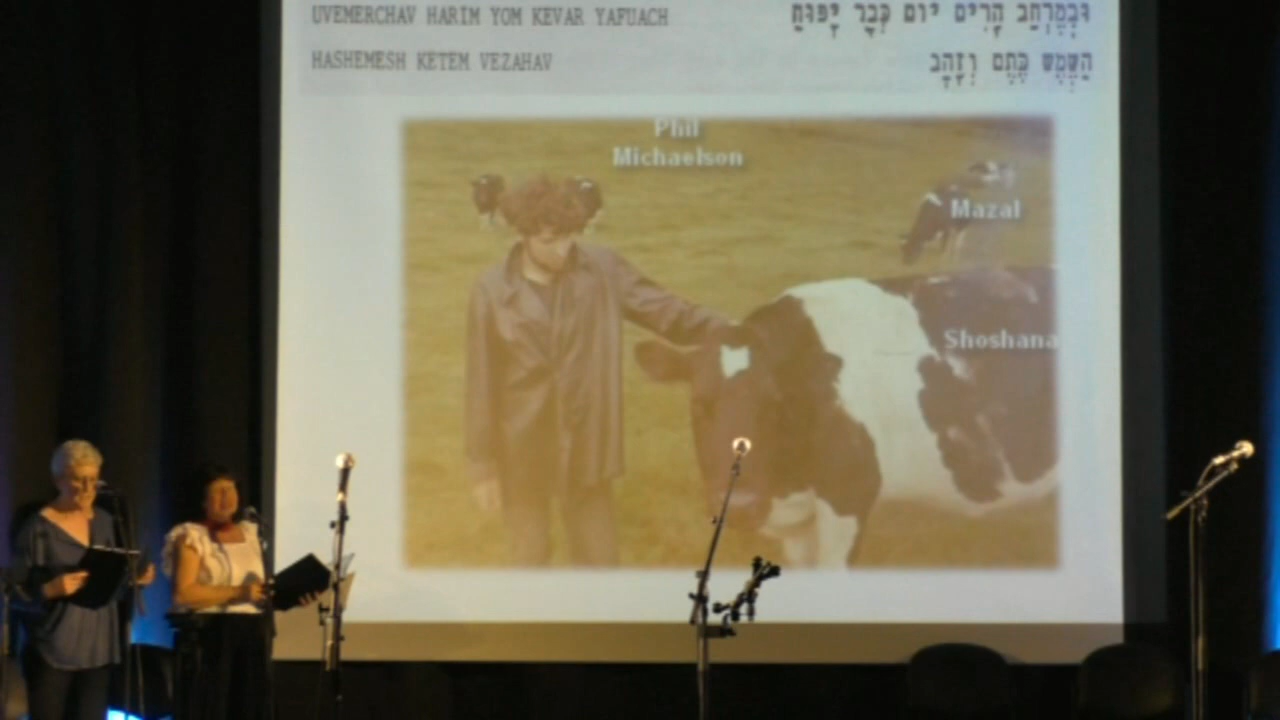 UVEMERCHAV HARIM YOM KEVAR YAFUACH
וּבְמֶרְחַב הָרִים יוֹם כְּבָר יָפוּחַ
HASHEMESH KETEM VEZAHAV
הַשֶּׁמֶשׁ כֶּתֶם וְזָהָב
Phil
Michaelson
Mazal
Shoshana